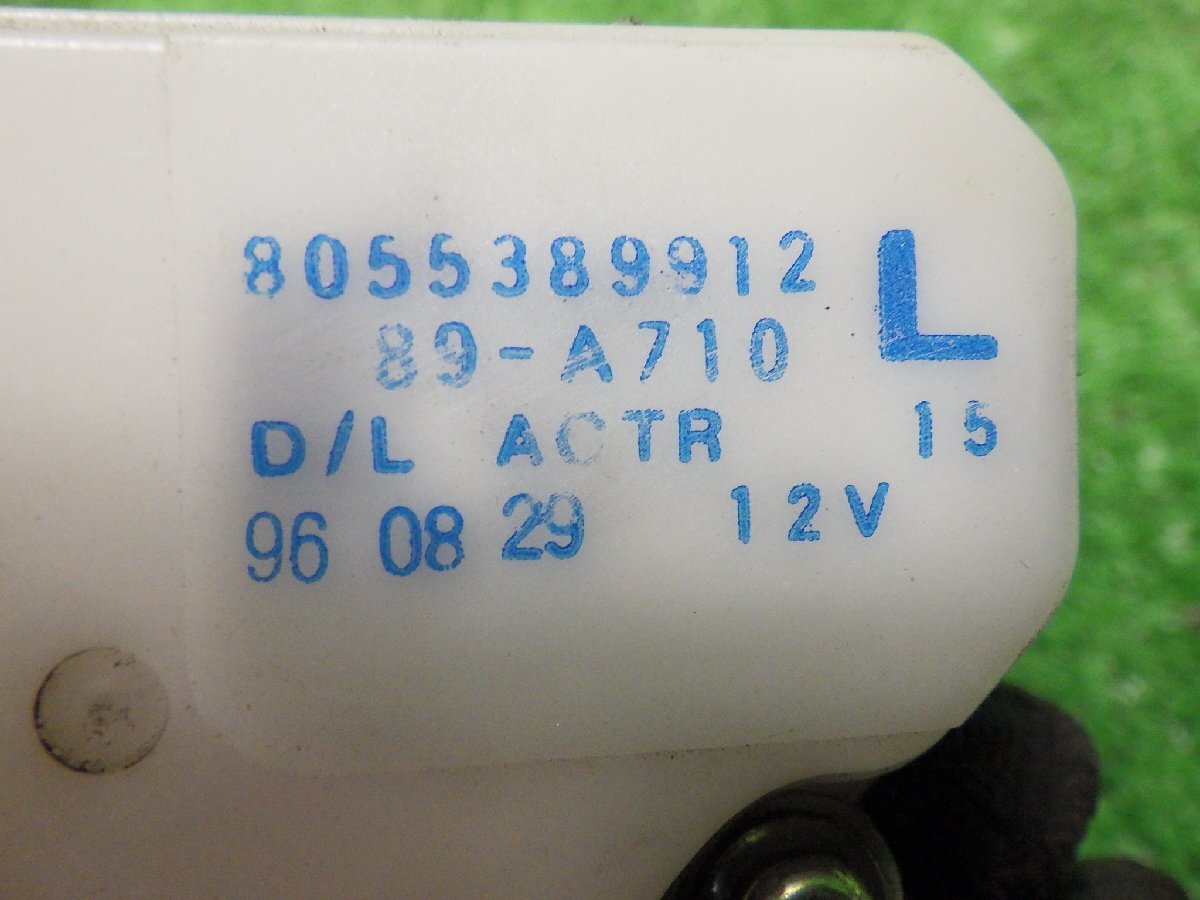 8055389912 L
89-A710
D/L ACTR 15
96 08 29 12V